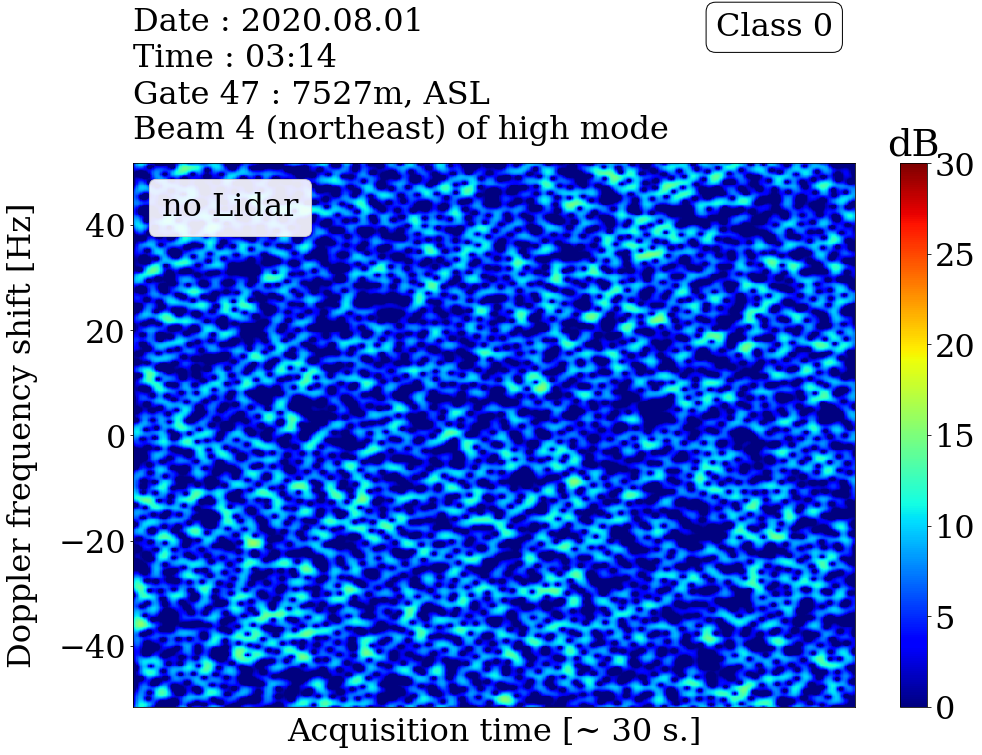 Date : 2020.08.01
Time : 03:14
Gate 47 : 7527m, ASL
Beam 4 (northeast) of high mode
Class 0
dB
no Lidar
Doppler frequency shift [Hz]
40
20
0
−20
−40
30
25
20
15
10
5
0
Acquisition time [~ 30 s.]